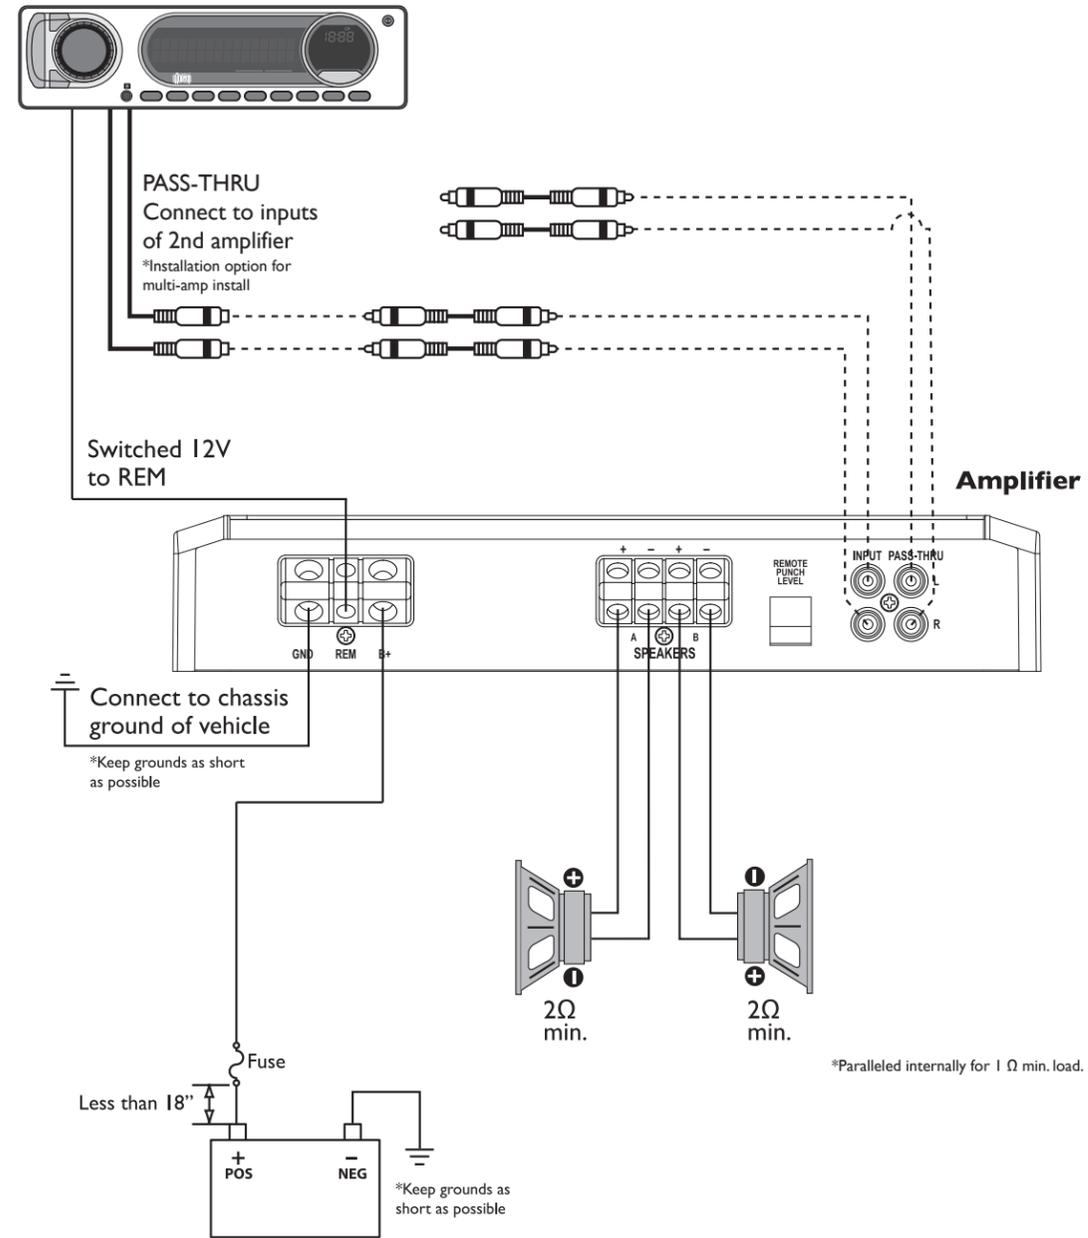 18:88
PASS-THRU
Connect to inputs
of 2nd amplifier
*Installation option for
multi-amp install
Switched 12V
to REM
Amplifier
+ − + −
REMOTE
PUNCH
LEVEL
INPUT PASS-THRU
L
R
A B
SPEAKERS
GND REM B+
Connect to chassis
ground of vehicle
*Keep grounds as short
as possible
+ −
− +
2Ω
min.
2Ω
min.
*Paralleled internally for 1 Ω min. load.
Fuse
Less than 18”
+ −
POS NEG
*Keep grounds as
short as possible